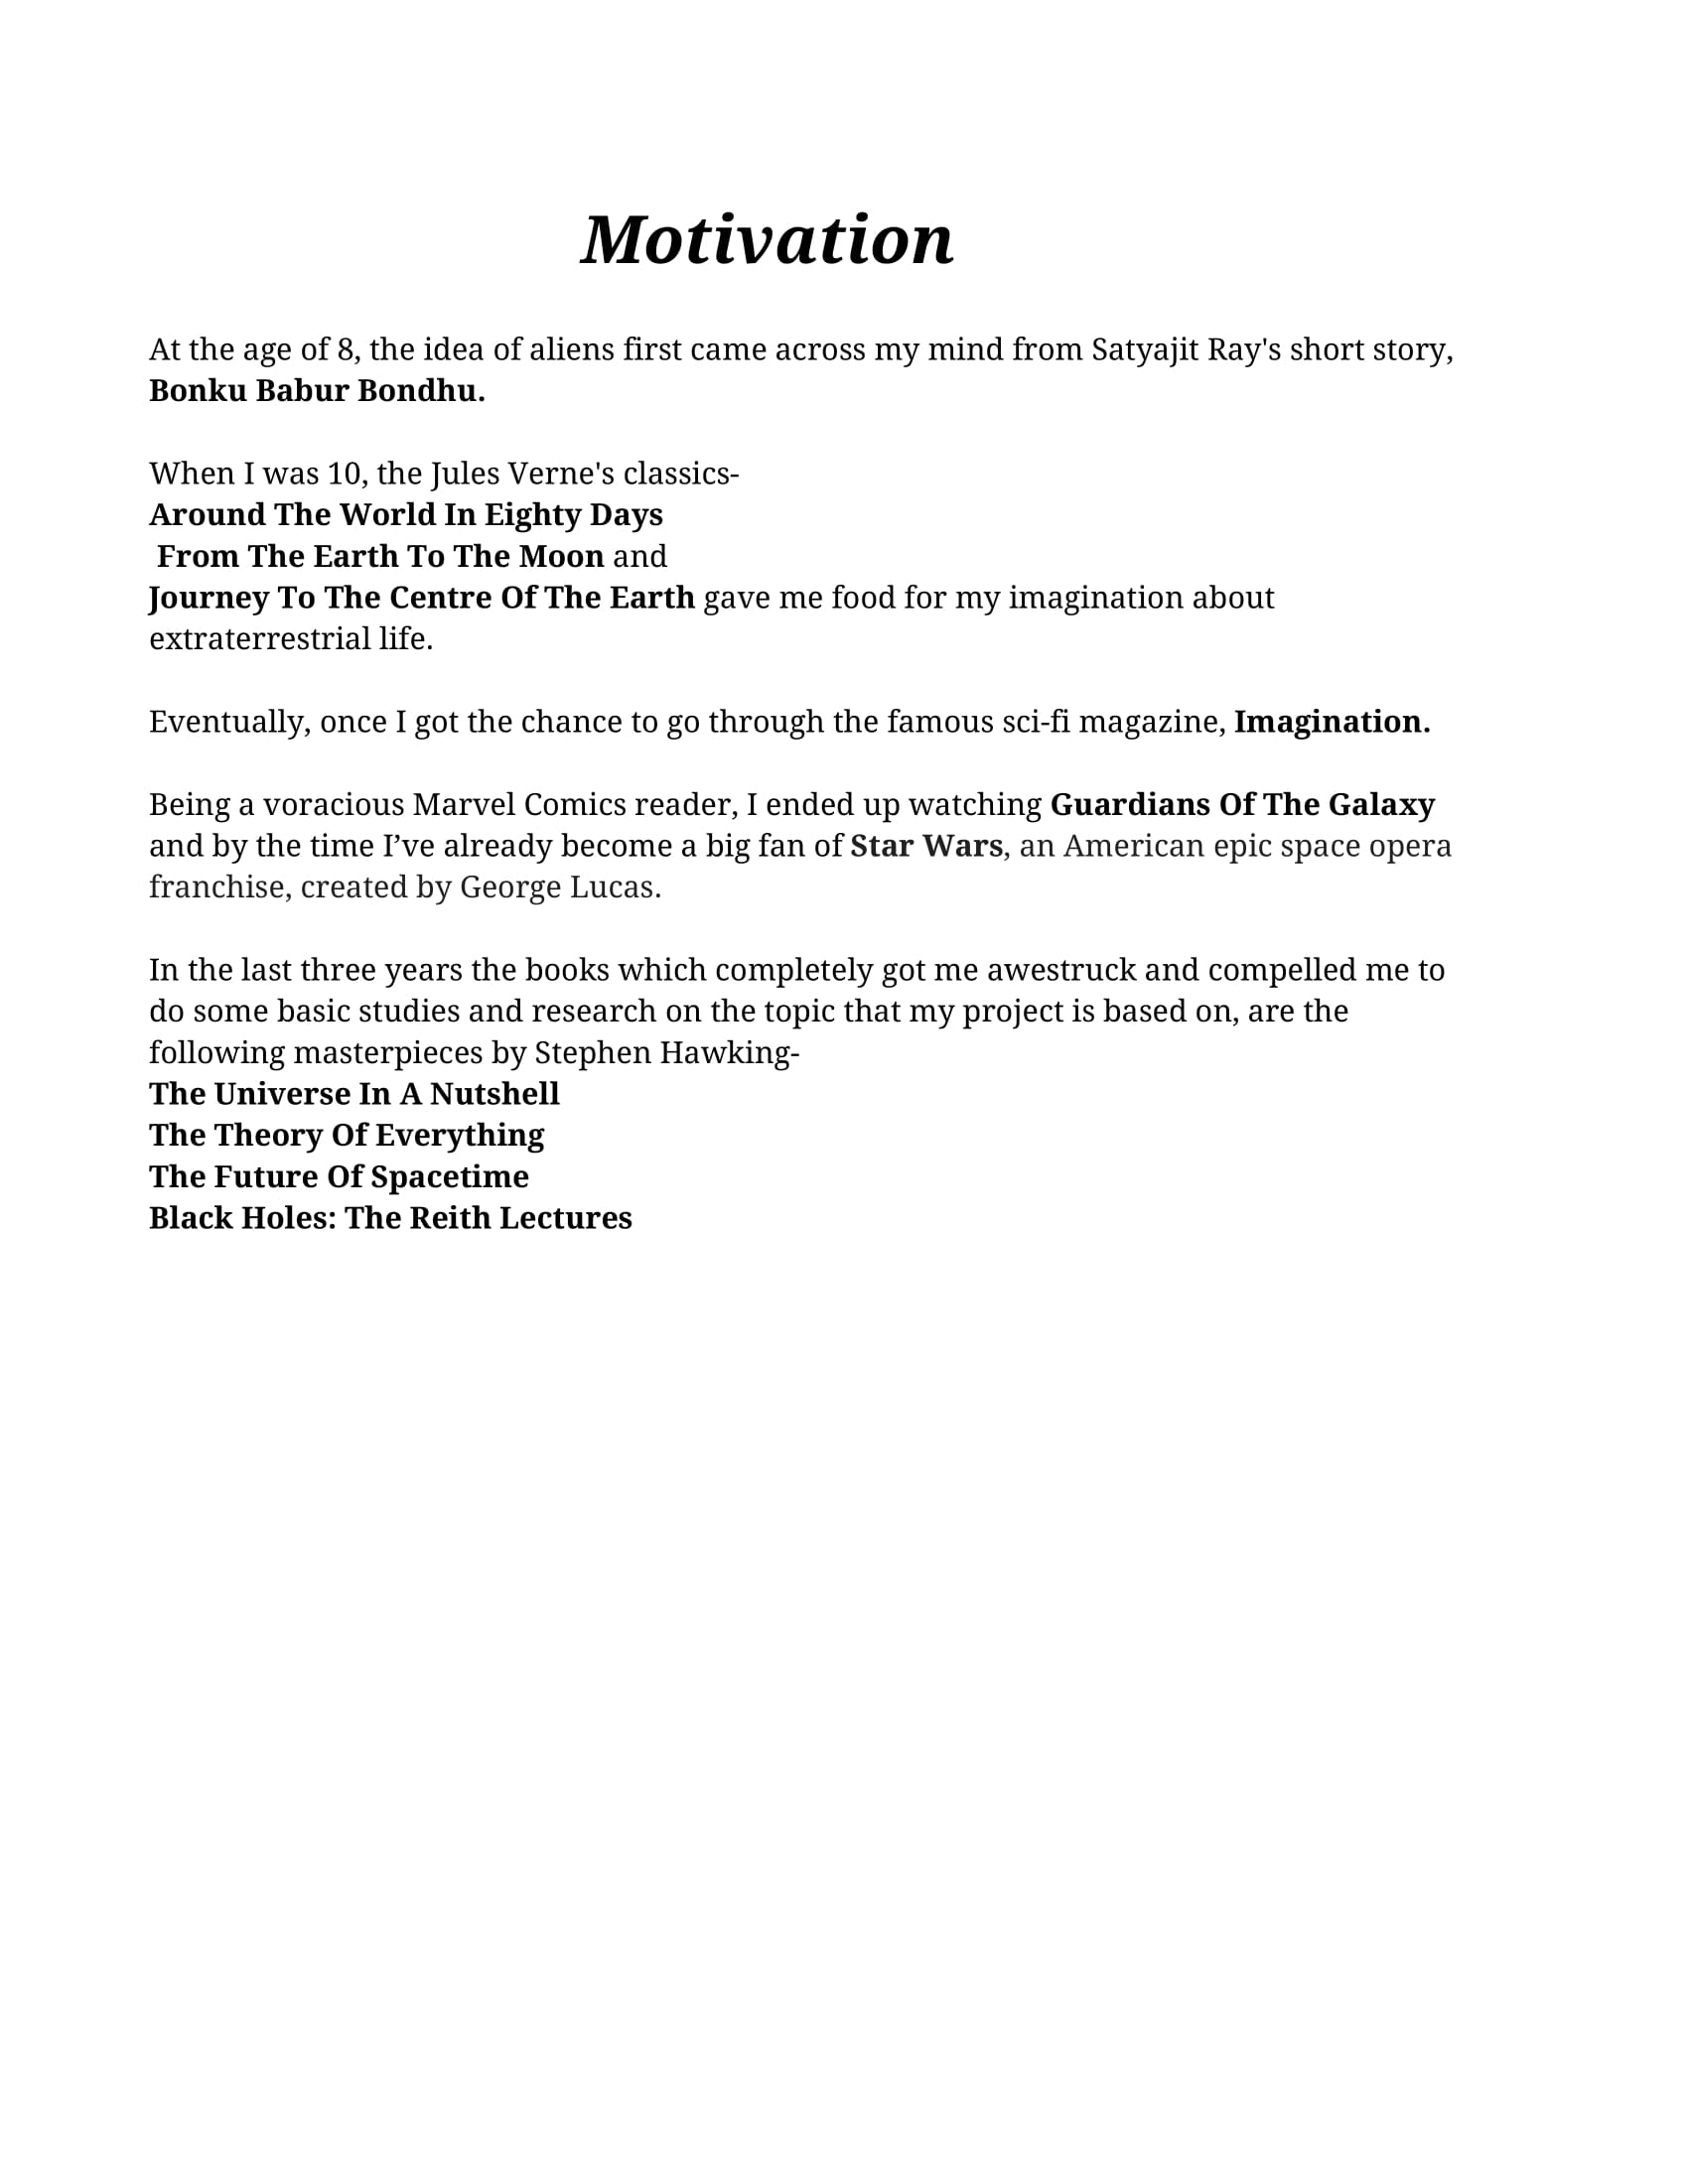 Motivation
At the age of 8, the idea of aliens first came across my mind from Satyajit Ray's short story,
Bonku Babur Bondhu.
When I was 10, the Jules Verne's classics-
Around The World In Eighty Days
From The Earth To The Moon and
Journey To The Centre Of The Earth gave me food for my imagination about
extraterrestrial life.
Eventually, once I got the chance to go through the famous sci-fi magazine, Imagination.
Being a voracious Marvel Comics reader, I ended up watching Guardians Of The Galaxy
and by the time I’ve already become a big fan of Star Wars, an American epic space opera
franchise, created by George Lucas.
In the last three years the books which completely got me awestruck and compelled me to
do some basic studies and research on the topic that my project is based on, are the
following masterpieces by Stephen Hawking-
The Universe In A Nutshell
The Theory Of Everything
The Future Of Spacetime
Black Holes: The Reith Lectures